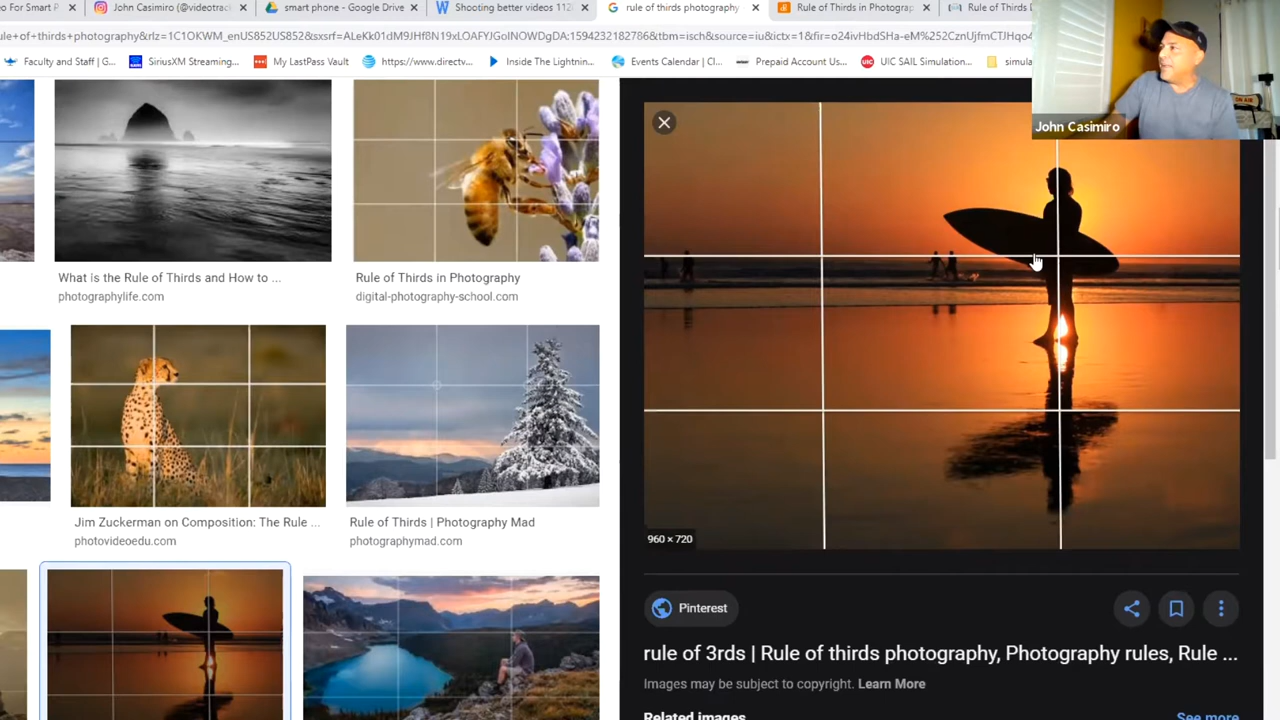 eo For Smart P
John Casimiro (@videotrac
smart phone - Google Drive
Shooting better videos 112
rule of thirds photography
Rule of Thirds in Photograp
Rule of Thirds D
Faculty and Staff | G...
SiriusXM Streaming...
My LastPass Vault
https://www.directv...
Inside The Lightnin...
Events Calendar | Cl...
Prepaid Account Us...
UIC SAIL Simulation...
simula
ON AIR
John Casimiro
What is the Rule of Thirds and How to ...
photographylife.com
Rule of Thirds in Photography
digital-photography-school.com
Jim Zuckerman on Composition: The Rule ...
photovideoedu.com
Rule of Thirds | Photography Mad
photographymad.com
960 × 720
Pinterest
rule of 3rds | Rule of thirds photography, Photography rules, Rule ...
Images may be subject to copyright. Learn More
Related images
See more